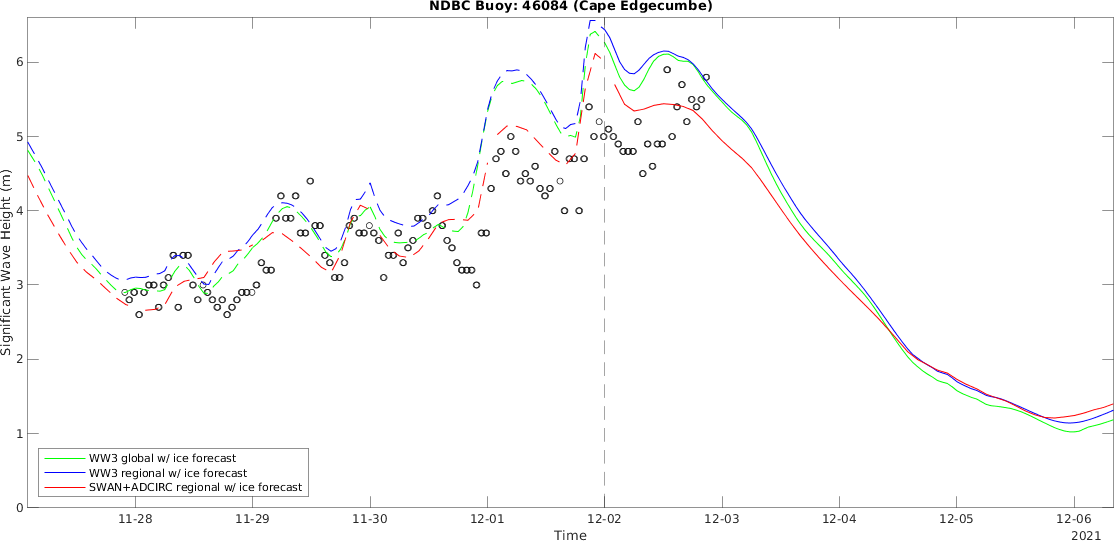 NDBC Buoy: 46084 (Cape Edgecumbe)
Significant Wave Height (m)
6
5
4
3
2
1
0
WW3 global w/ ice forecast
WW3 regional w/ ice forecast
SWAN+ADCIRC regional w/ ice forecast
11-28
11-29
11-30
12-01
12-02
12-03
12-04
12-05
12-06
Time
2021